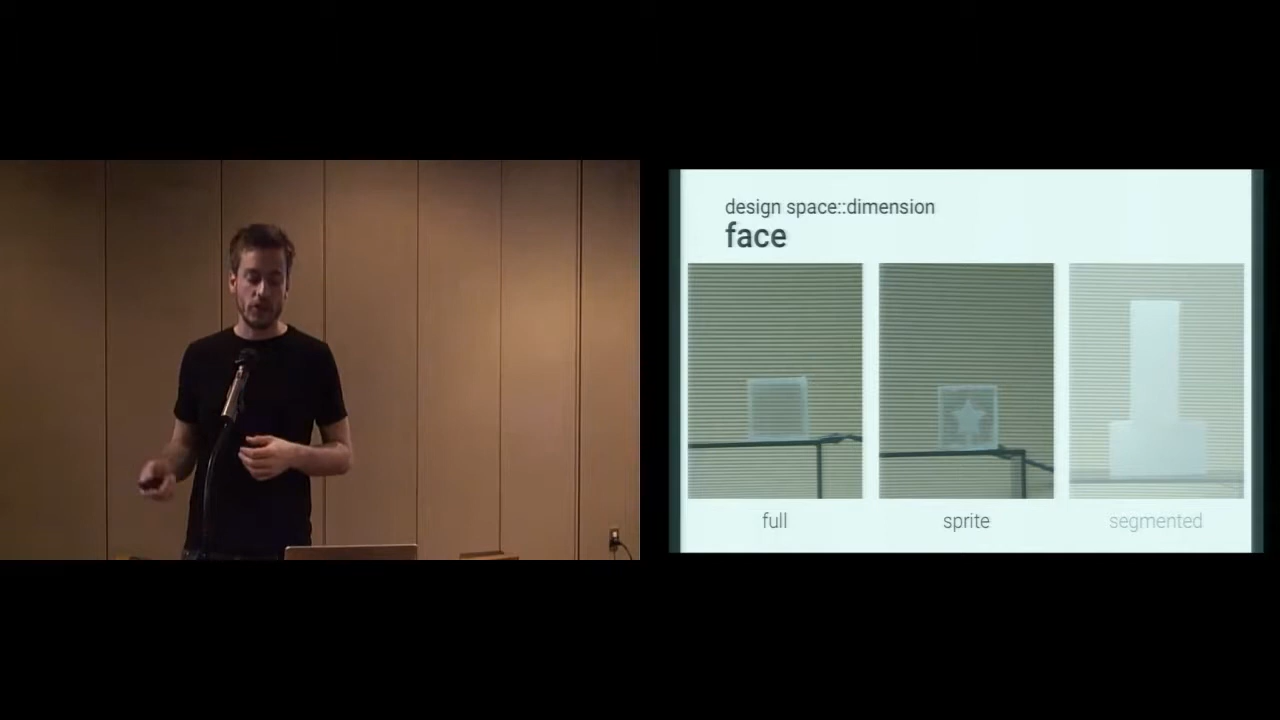 design space::dimension
face
full
sprite
segmented